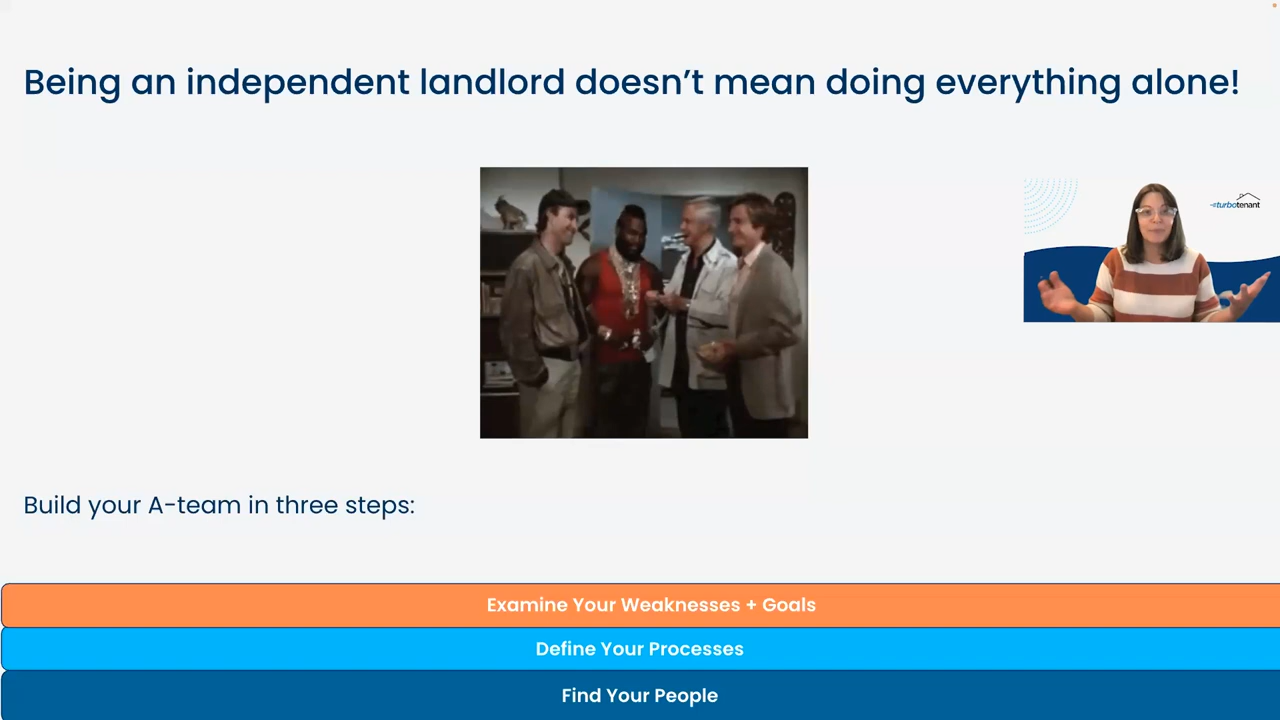 Being an independent landlord doesn’t mean doing everything alone!
turbotenant
Build your A-team in three steps:
Examine Your Weaknesses + Goals
Define Your Processes
Find Your People